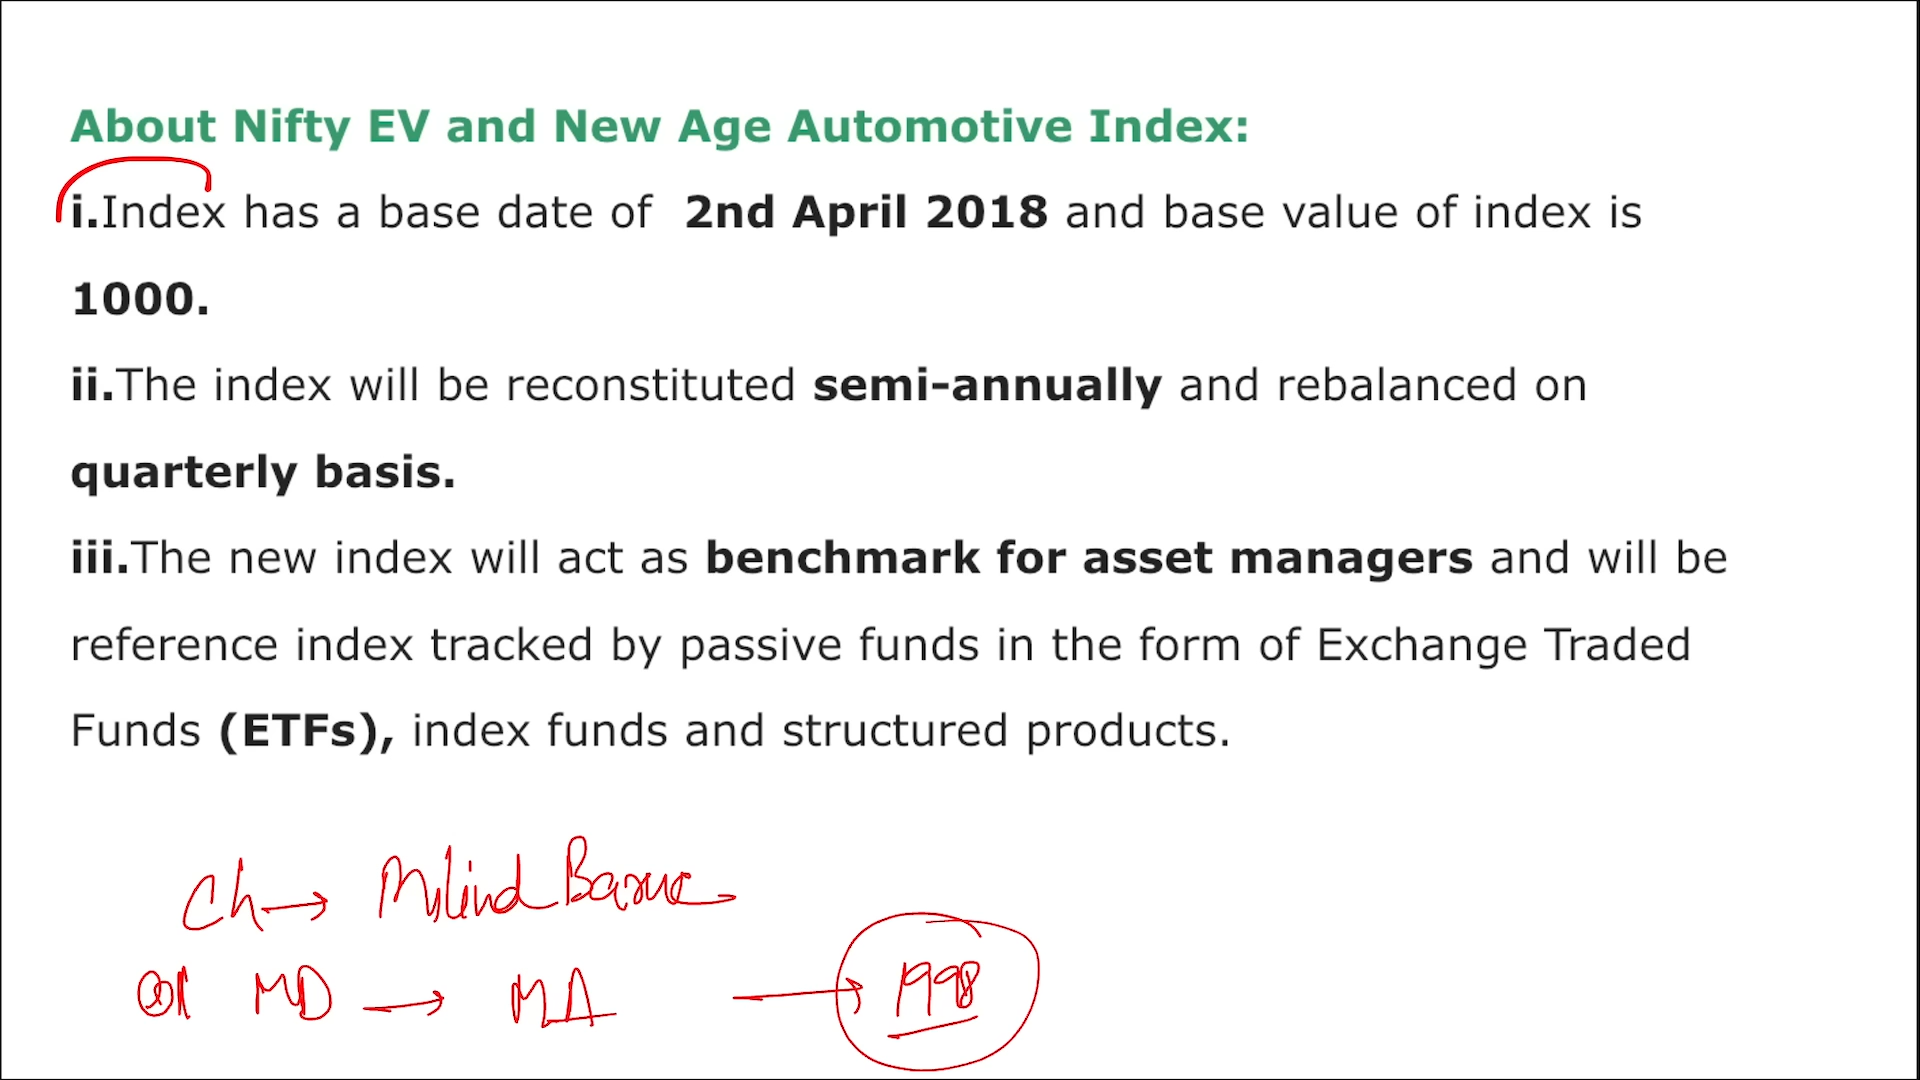 About Nifty EV and New Age Automotive Index:
i.Index has a base date of 2nd April 2018 and base value of index is
1000.
ii.The index will be reconstituted semi-annually and rebalanced on
quarterly basis.
iii.The new index will act as benchmark for asset managers and will be
reference index tracked by passive funds in the form of Exchange Traded
Funds (ETFs), index funds and structured products.
Ch → Milind Barve
MD → MA → 1998